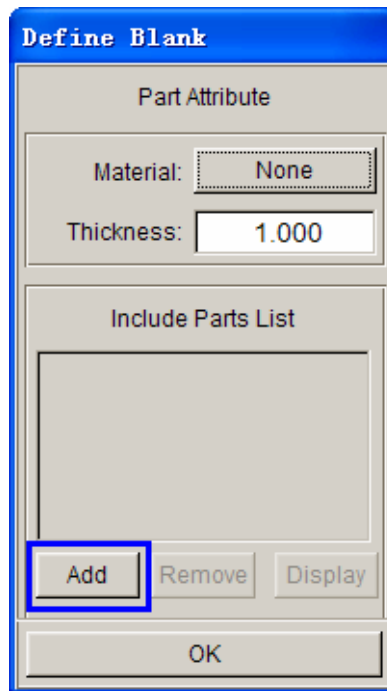 Define Blank
Part Attribute
Material: None
Thickness: 1.000
Include Parts List
Add Remove Display
OK